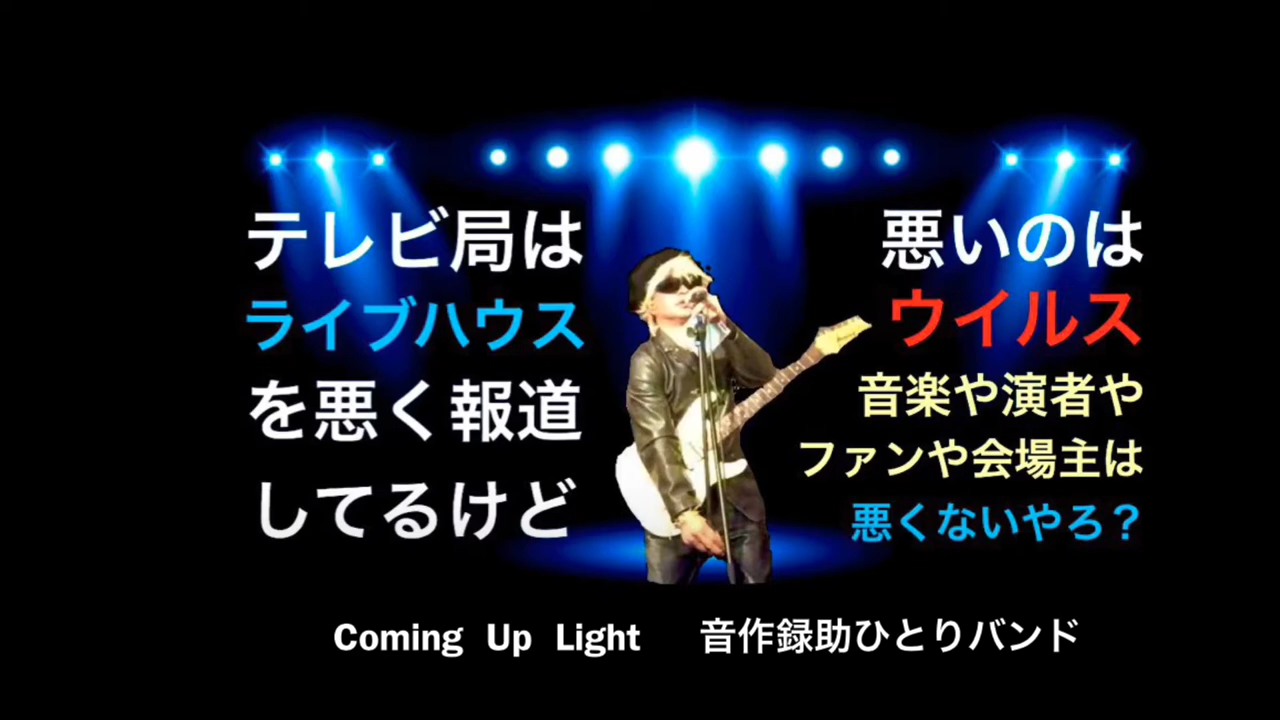 テレビ局は
ライブハウス
を悪く報道
してるけど
悪いのは
ウイルス
音楽や演者や
ファンや会場主は
悪くないやろ？
Coming Up Light 音作録助ひとりバンド